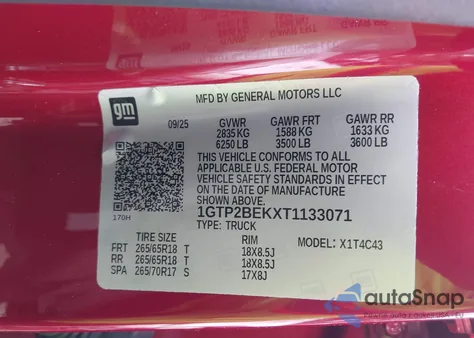 MFD BY GENERAL MOTORS LLC
gm
09/25
GVWR GAWR FRT GAWR RR
2835 KG 1588 KG 1633 KG
6250 LB 3500 LB 3600 LB
THIS VEHICLE CONFORMS TO ALL
APPLICABLE U.S. FEDERAL MOTOR
VEHICLE SAFETY STANDARDS IN EFFECT
ON THE DATE OF MANUFACTURE
SHOWN ABOVE.
170H
1GTP2BEKXT1133071
TYPE: TRUCK
TIRE SIZE RIM MODEL: X1T4C43
FRT 265/65R18 T 18X8.5J
RR 265/65R18 T 18X8.5J
SPA 265/70R17 S 17X8J
autaSnap